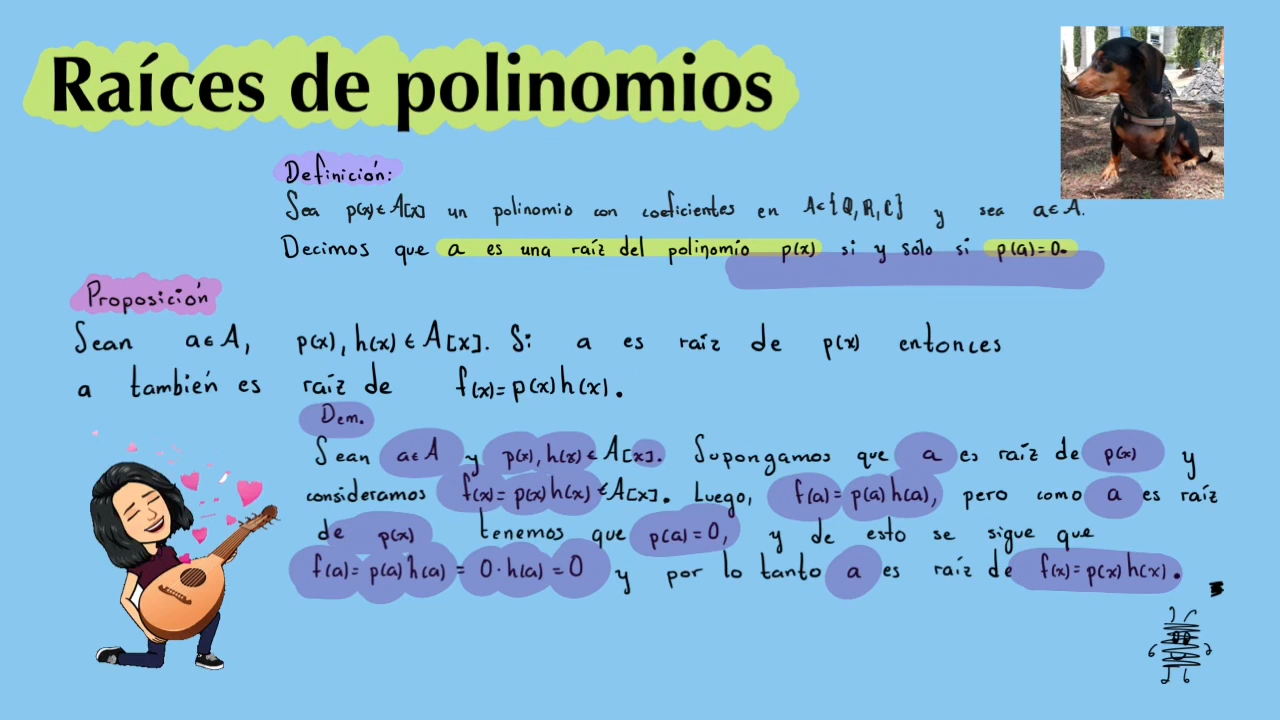 Raíces de polinomios
Definición:
Sea p(x) ∈ A[x] un polinomio con coeficientes en A∈{Q,R,C} y sea a∈A.
Decimos que a es una raíz del polinomio p(x) si y sólo si p(a)=0.
Proposición
Sean a∈A, p(x), h(x) ∈ A[x]. Si a es raíz de p(x) entonces
a también es raíz de f(x)=p(x)h(x).
Dem.
Sean a∈A y p(x), h(x) ∈ A[x]. Supongamos que a es raíz de p(x) y
consideramos f(x)=p(x)h(x) ∈A[x]. Luego, f(a)=p(a)h(a), pero como a es raíz
de p(x) tenemos que p(a)=0, y de esto se sigue que
f(a)=p(a)h(a)=0·h(a)=0 y por lo tanto a es raíz de f(x)=p(x)h(x).